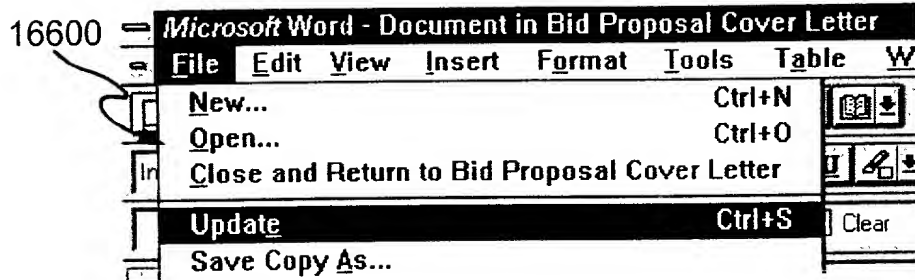 16600
Microsoft Word - Document in Bid Proposal Cover Letter
File Edit View Insert Format Tools Table W
New... Ctrl+N
Open... Ctrl+O
In Close and Return to Bid Proposal Cover Letter U
Update Ctrl+S Clear
Save Copy As...